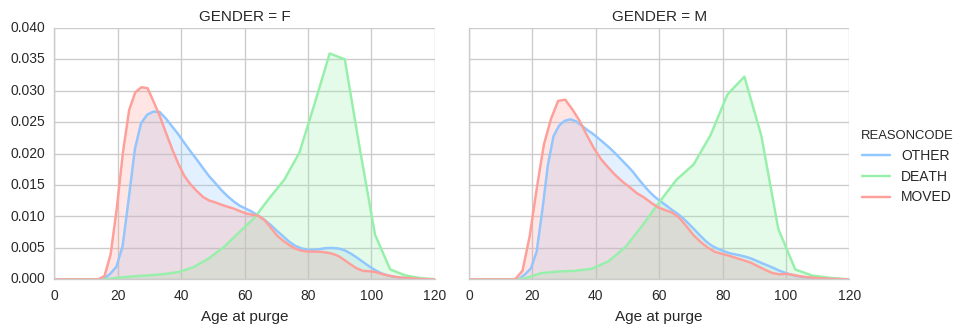 GENDER = F
GENDER = M
0.040
0.035
0.030
0.025
0.020
0.015
0.010
0.005
0.000
0 20 40 60 80 100 120
0 20 40 60 80 100 120
Age at purge
Age at purge
REASONCODE
OTHER
DEATH
MOVED